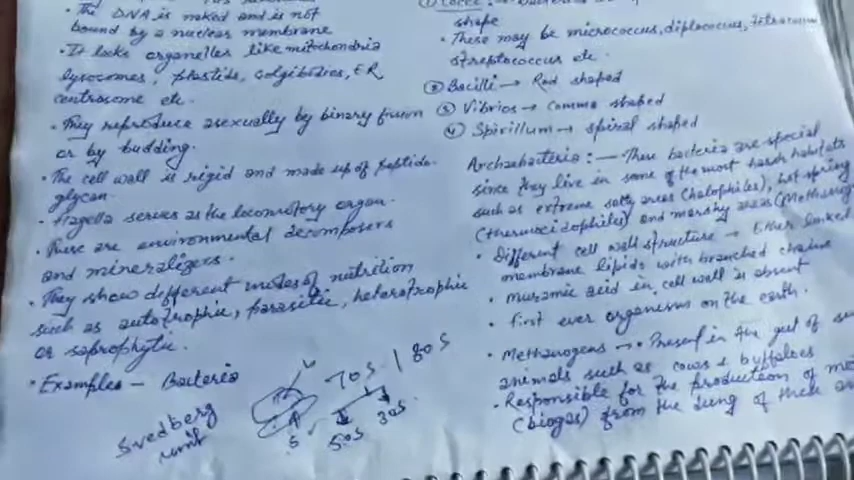 • The DNA is naked and is not
bound by a nuclear membrane
• It lacks organelles like mitochondria
lysosomes, plastids, Golgibodies, ER,
centrosome etc.
• They reproduce asexually by binary fission
or by budding.
• The cell wall is rigid and made up of peptido-
glycan.
• Flagella serves as the locomotory organ.
• These are environmental decomposers
and mineralizers.
• They show different modes of nutrition
such as autotrophic, parasitic, heterotrophic
or saprophytic.
• Examples - Bacteria
Svedberg
unit
70S | 80S
50S 30S
shape
• These may be micrococcus, diplococcus, tetracoccus
streptococcus etc.
② Bacilli → Rod shaped
③ Vibrios → Comma shaped
④ Spirillum → spiral shaped
Archaebacteria: — These bacteria are special
since they live in some of the most harsh habitats
such as extreme salty areas (halophiles), hot spring
(thermoacidophiles) and marshy areas (Methanog
• Different cell wall structure → Ether linked
membrane lipids with branched chains
• muramic acid in cell wall is absent
• first ever organisms on the earth.
• Methanogens → • Present in the gut of
animals such as cows & buffaloes
• Responsible for the production of
(biogas) from the dung of these